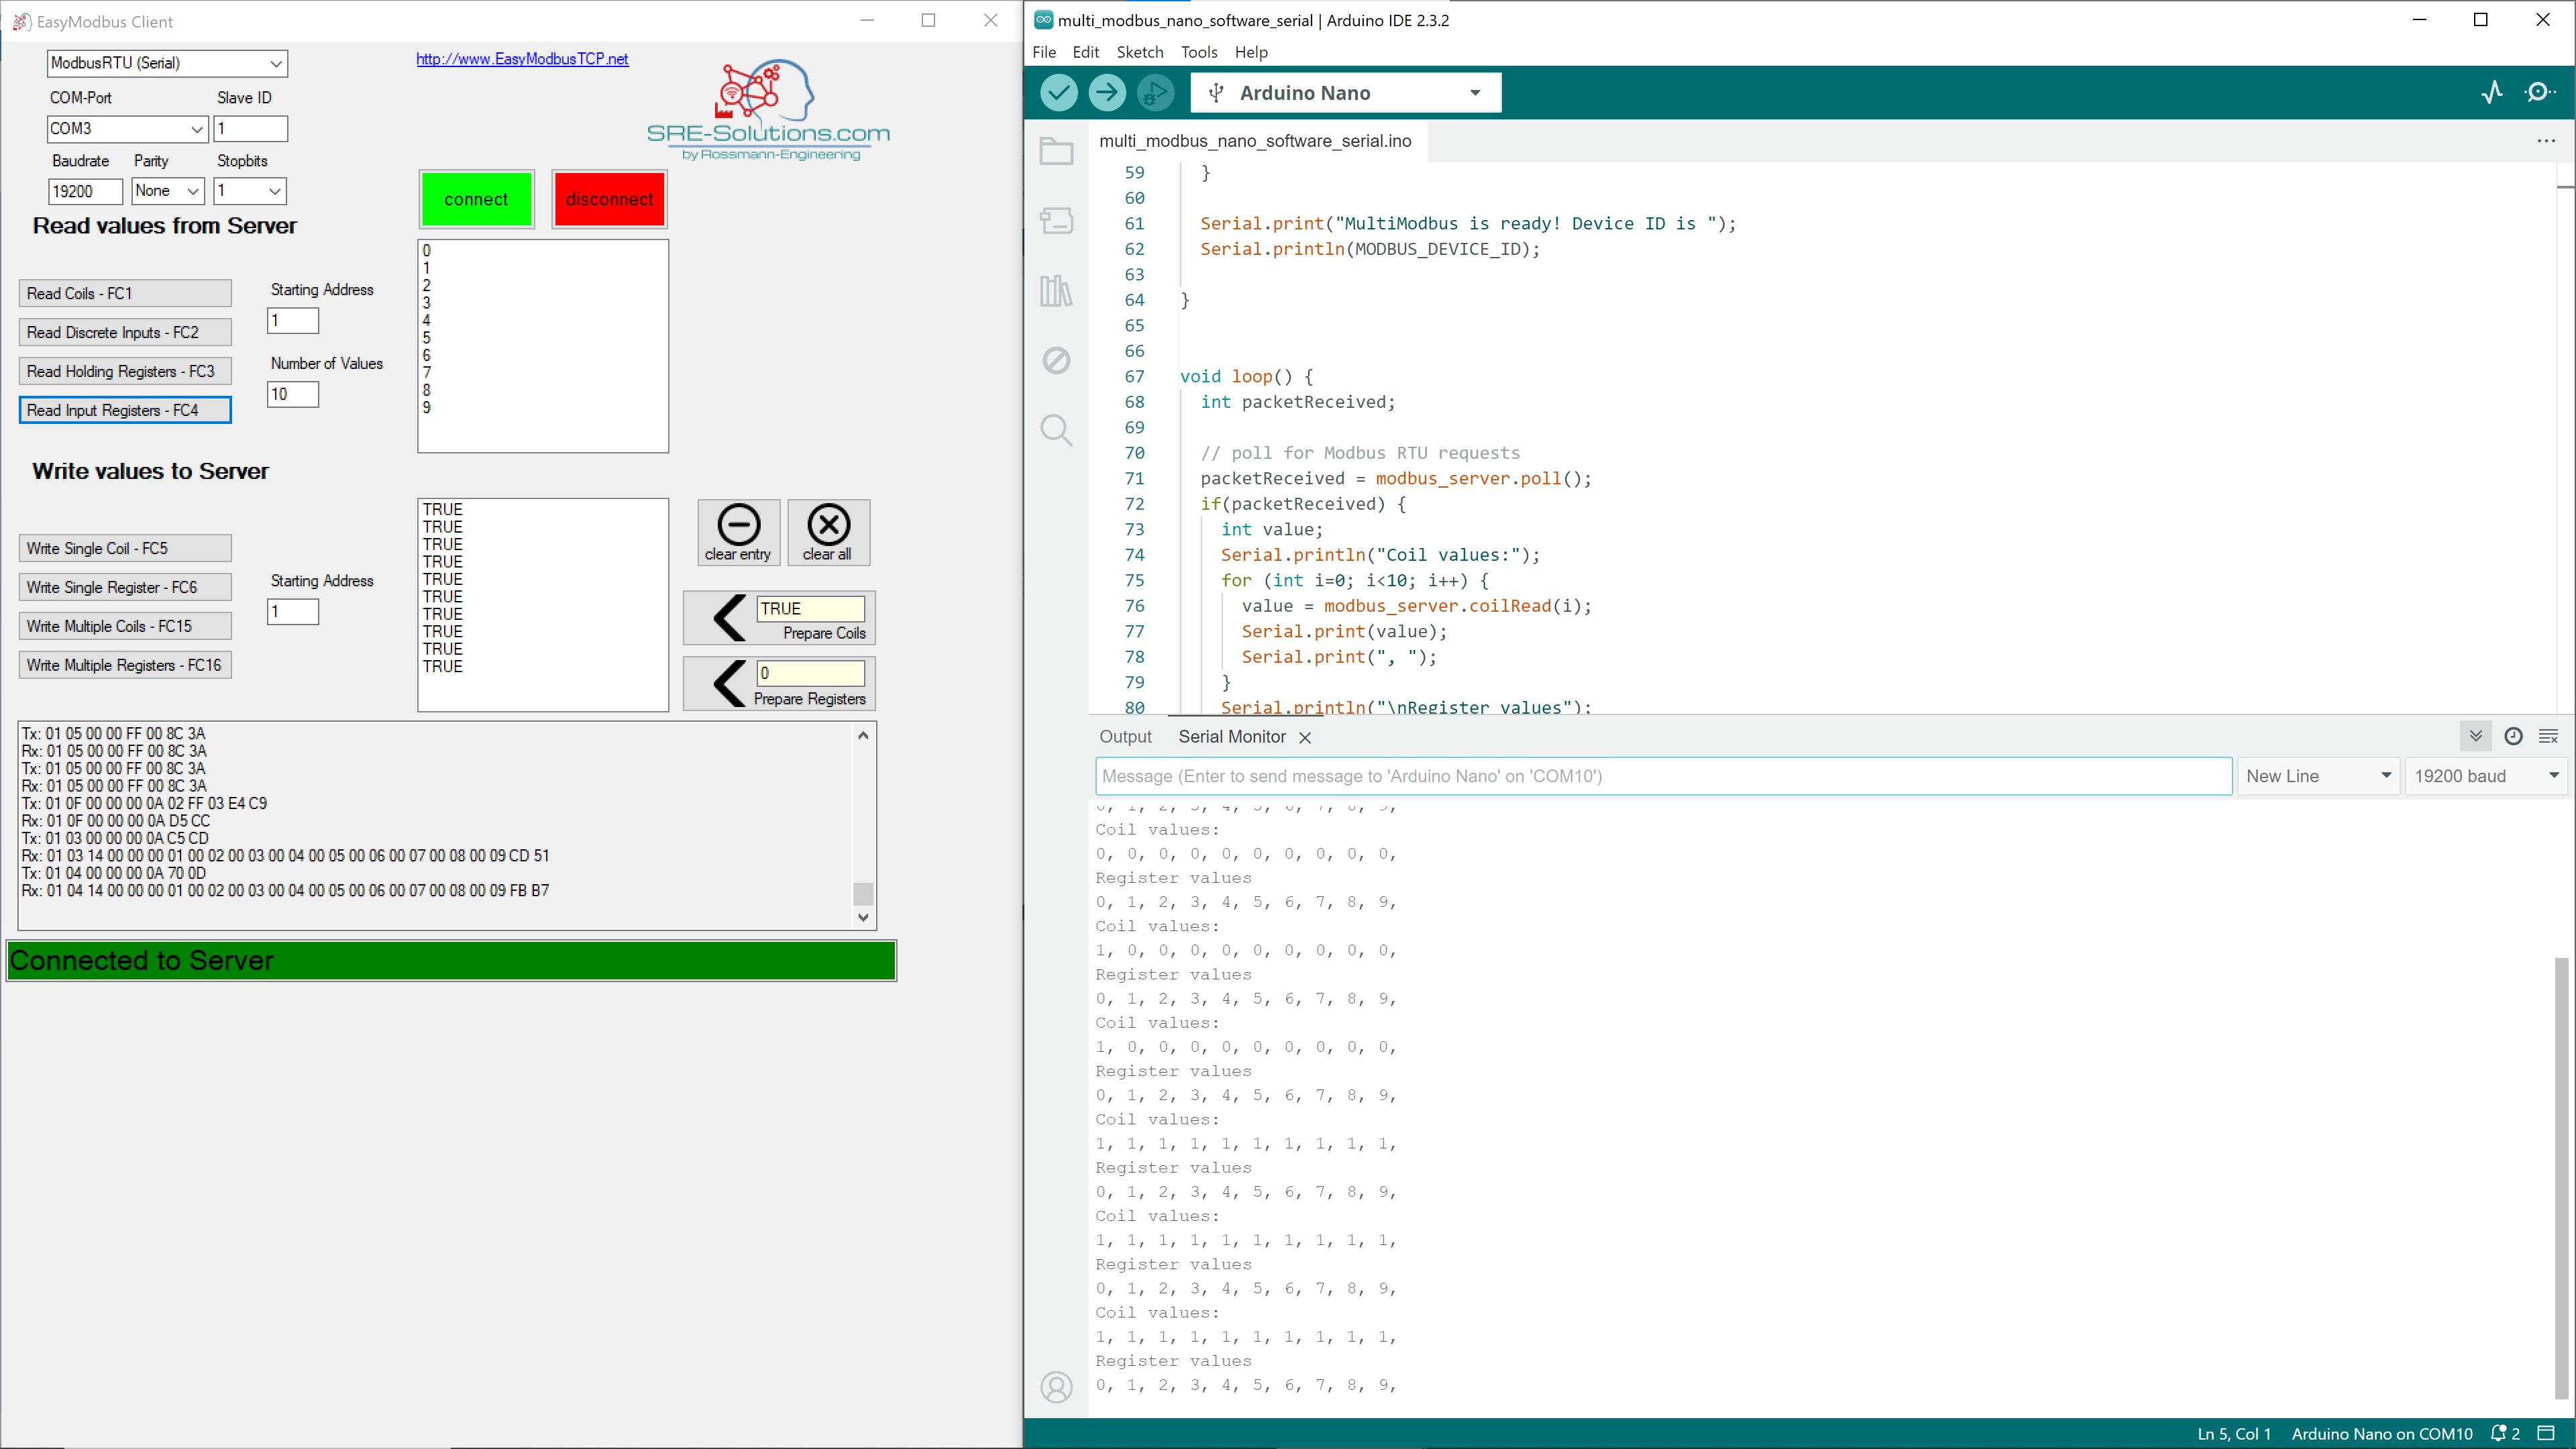 EasyModbus Client
ModbusRTU (Serial)
http://www.EasyModbusTCP.net
SRE-Solutions.com
by Rossmann-Engineering
COM-Port Slave ID
COM3 1
Baudrate Parity Stopbits
19200 None 1
connect disconnect
Read values from Server
0
1
2
3
4
5
6
7
8
9
Read Coils - FC1
Read Discrete Inputs - FC2
Read Holding Registers - FC3
Read Input Registers - FC4
Starting Address
1
Number of Values
10
Write values to Server
TRUE
TRUE
TRUE
TRUE
TRUE
TRUE
TRUE
TRUE
TRUE
TRUE
clear entry clear all
Write Single Coil - FC5
Write Single Register - FC6
Write Multiple Coils - FC15
Write Multiple Registers - FC16
Starting Address
1
TRUE
Prepare Coils
0
Prepare Registers
Tx: 01 05 00 00 FF 00 8C 3A
Rx: 01 05 00 00 FF 00 8C 3A
Tx: 01 05 00 00 FF 00 8C 3A
Rx: 01 05 00 00 FF 00 8C 3A
Tx: 01 0F 00 00 00 0A 02 FF 03 E4 C9
Rx: 01 0F 00 00 00 0A D5 CC
Tx: 01 03 00 00 00 0A C5 CD
Rx: 01 03 14 00 00 00 01 00 02 00 03 00 04 00 05 00 06 00 07 00 08 00 09 CD 51
Tx: 01 04 00 00 00 0A 70 0D
Rx: 01 04 14 00 00 00 01 00 02 00 03 00 04 00 05 00 06 00 07 00 08 00 09 FB B7
Connected to Server
multi_modbus_nano_software_serial | Arduino IDE 2.3.2
File Edit Sketch Tools Help
Arduino Nano
multi_modbus_nano_software_serial.ino
59 }
60
61 Serial.print("MultiModbus is ready! Device ID is ");
62 Serial.println(MODBUS_DEVICE_ID);
63
64 }
65
66
67 void loop() {
68 int packetReceived;
69
70 // poll for Modbus RTU requests
71 packetReceived = modbus_server.poll();
72 if(packetReceived) {
73 int value;
74 Serial.println("Coil values:");
75 for (int i=0; i<10; i++) {
76 value = modbus_server.coilRead(i);
77 Serial.print(value);
78 Serial.print(", ");
79 }
80 Serial.println("\nRegister values");
Output Serial Monitor
Message (Enter to send message to 'Arduino Nano' on 'COM10') New Line 19200 baud
0, 1, 2, 3, 4, 5, 6, 7, 8, 9,
Coil values:
0, 0, 0, 0, 0, 0, 0, 0, 0, 0,
Register values
0, 1, 2, 3, 4, 5, 6, 7, 8, 9,
Coil values:
1, 0, 0, 0, 0, 0, 0, 0, 0, 0,
Register values
0, 1, 2, 3, 4, 5, 6, 7, 8, 9,
Coil values:
1, 0, 0, 0, 0, 0, 0, 0, 0, 0,
Register values
0, 1, 2, 3, 4, 5, 6, 7, 8, 9,
Coil values:
1, 1, 1, 1, 1, 1, 1, 1, 1, 1,
Register values
0, 1, 2, 3, 4, 5, 6, 7, 8, 9,
Coil values:
1, 1, 1, 1, 1, 1, 1, 1, 1, 1,
Register values
0, 1, 2, 3, 4, 5, 6, 7, 8, 9,
Coil values:
1, 1, 1, 1, 1, 1, 1, 1, 1, 1,
Register values
0, 1, 2, 3, 4, 5, 6, 7, 8, 9,
Ln 5, Col 1 Arduino Nano on COM10 2